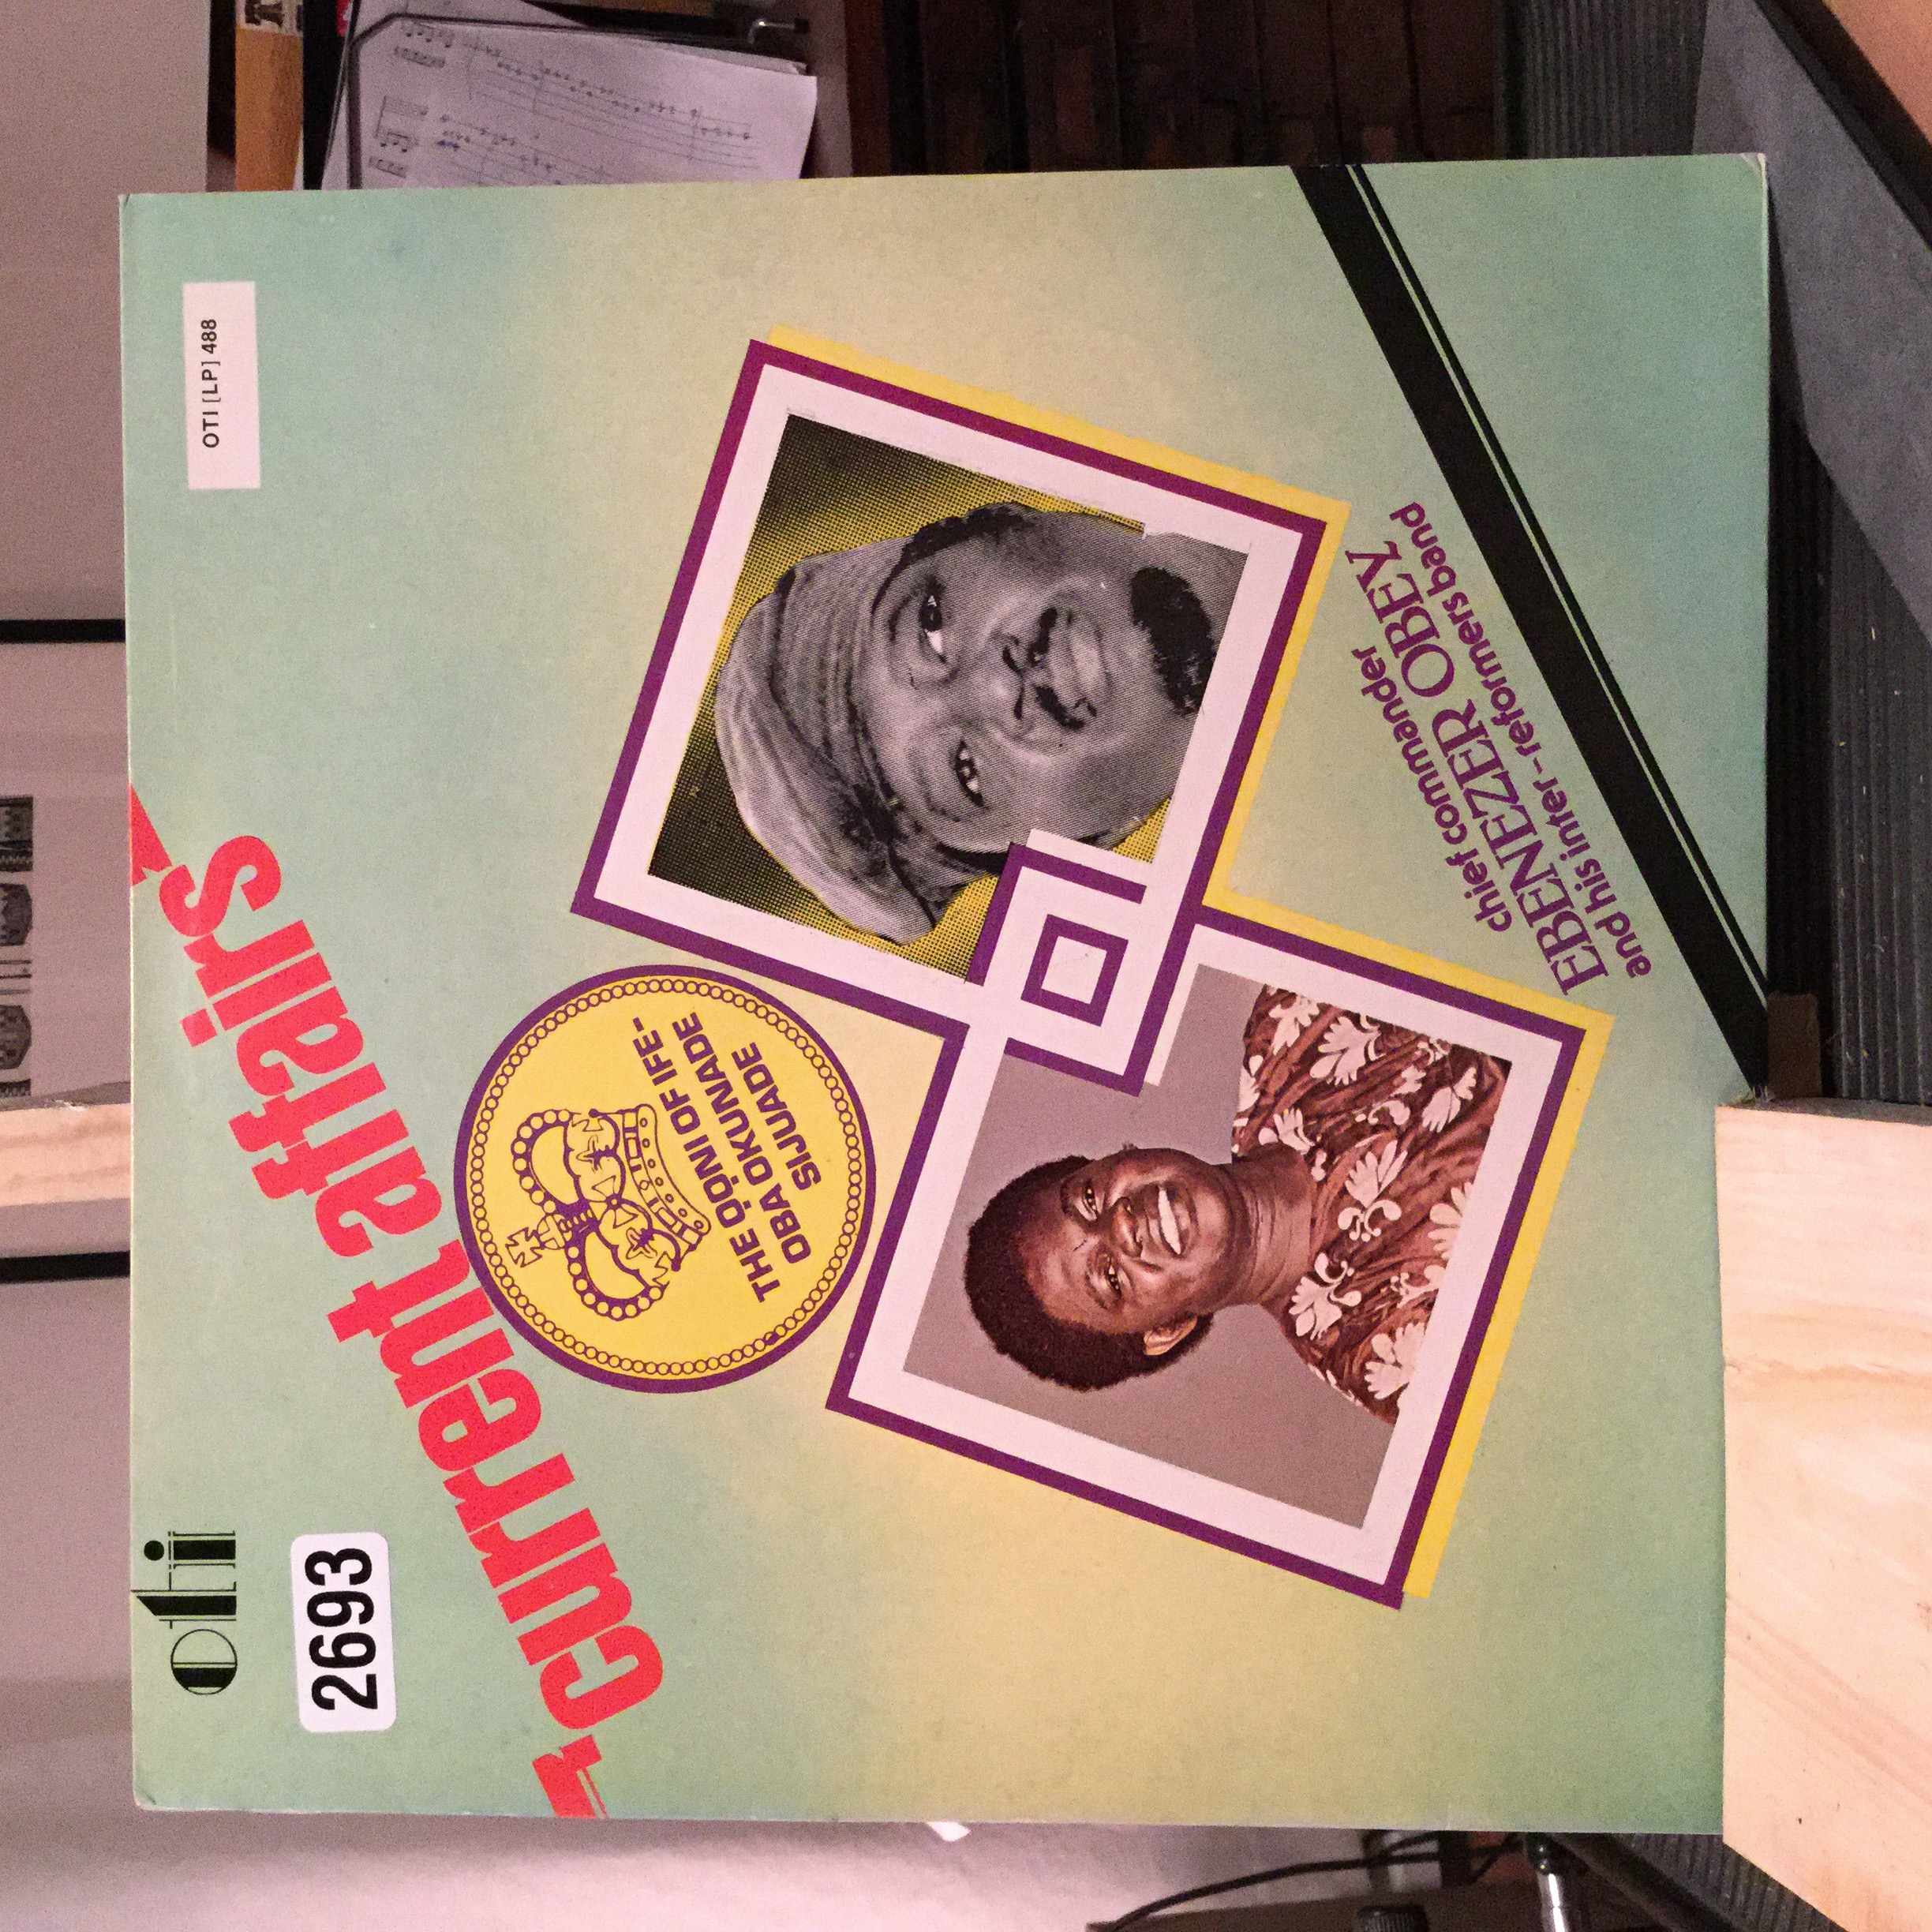 oti
OTI [LP] 488
2693
current affairs
THE ỌỌNI OF IFE-
OBA OKUNADE
SIJUADE
chief commander
EBENEZER OBEY
and his inter-reformers band